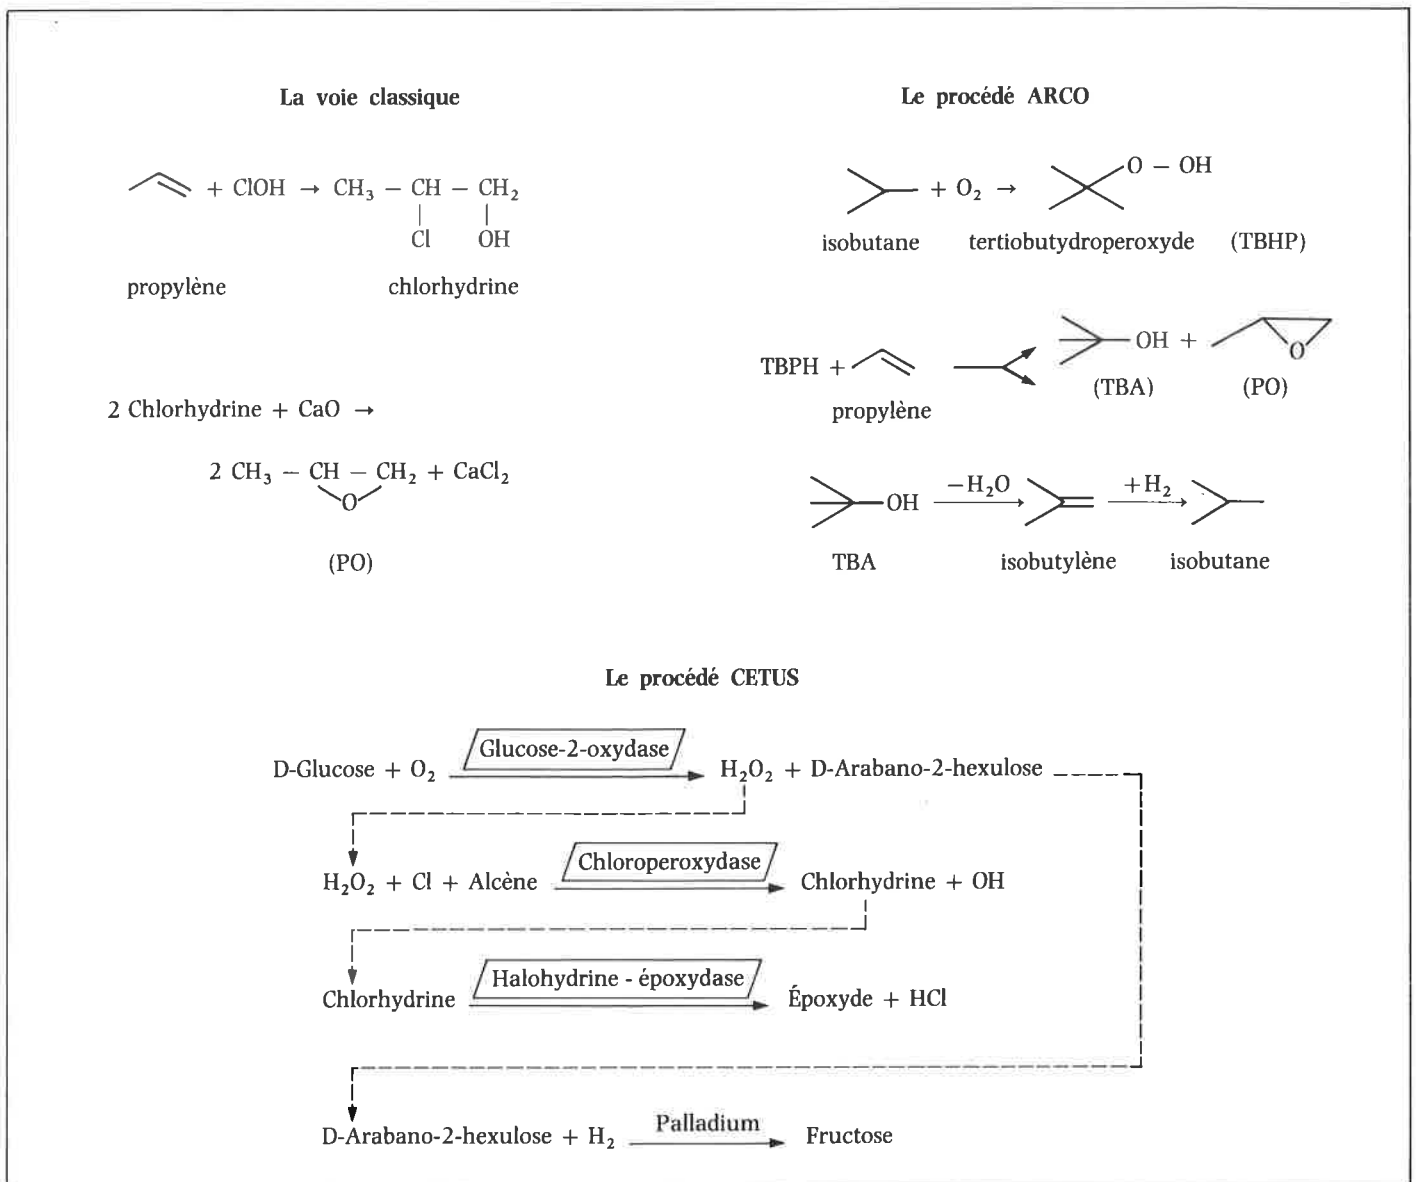 La voie classique
+ ClOH → CH₃ – CH – CH₂
Cl OH
propylène chlorhydrine
2 Chlorhydrine + CaO →
2 CH₃ – CH – CH₂ + CaCl₂
O
(PO)
Le procédé ARCO
+ O₂ → O – OH
isobutane tertiobutydroperoxyde (TBHP)
TBPH + OH + O
(TBA) (PO)
propylène
OH –H₂O +H₂
TBA isobutylène isobutane
Le procédé CETUS
Glucose-2-oxydase
D-Glucose + O₂ H₂O₂ + D-Arabano-2-hexulose
Chloroperoxydase
H₂O₂ + Cl + Alcène Chlorhydrine + OH
Halohydrine - époxydase
Chlorhydrine Époxyde + HCl
Palladium
D-Arabano-2-hexulose + H₂ Fructose